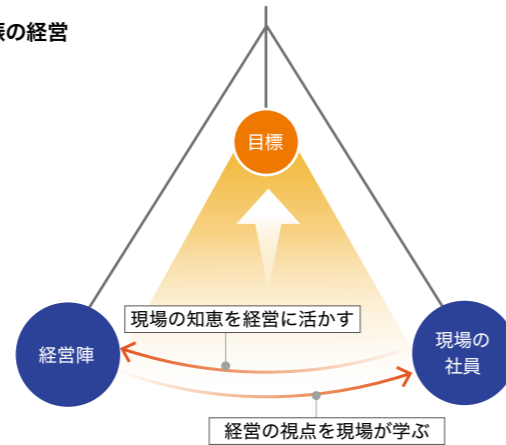 の経営
目標
現場の知恵を経営に活かす
経営陣
現場の
社員
経営の視点を現場が学ぶ